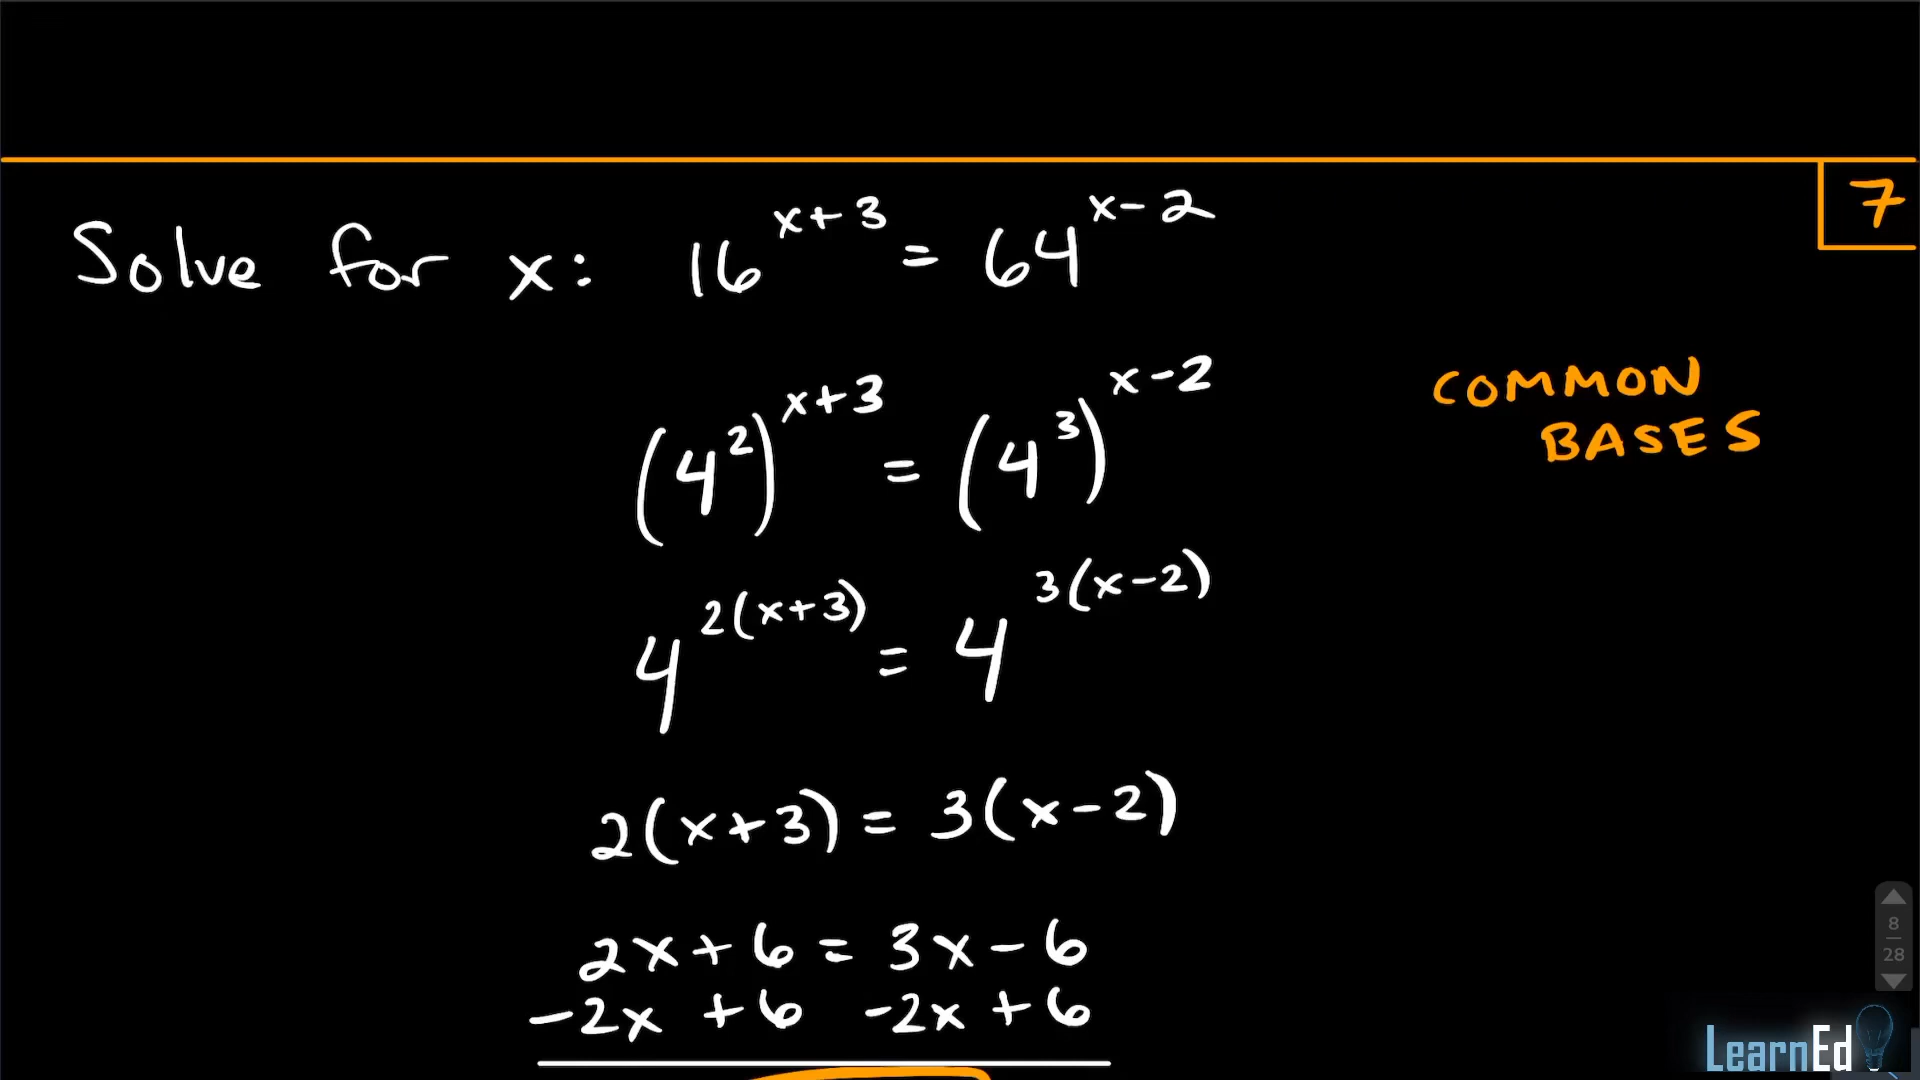 7
Solve for x: 16^(x+3) = 64^(x-2)
COMMON
BASES
(4^2)^(x+3) = (4^3)^(x-2)
4^(2(x+3)) = 4^(3(x-2))
2(x+3) = 3(x-2)
2x+6 = 3x-6
-2x +6 -2x +6
8
28
LearnEd